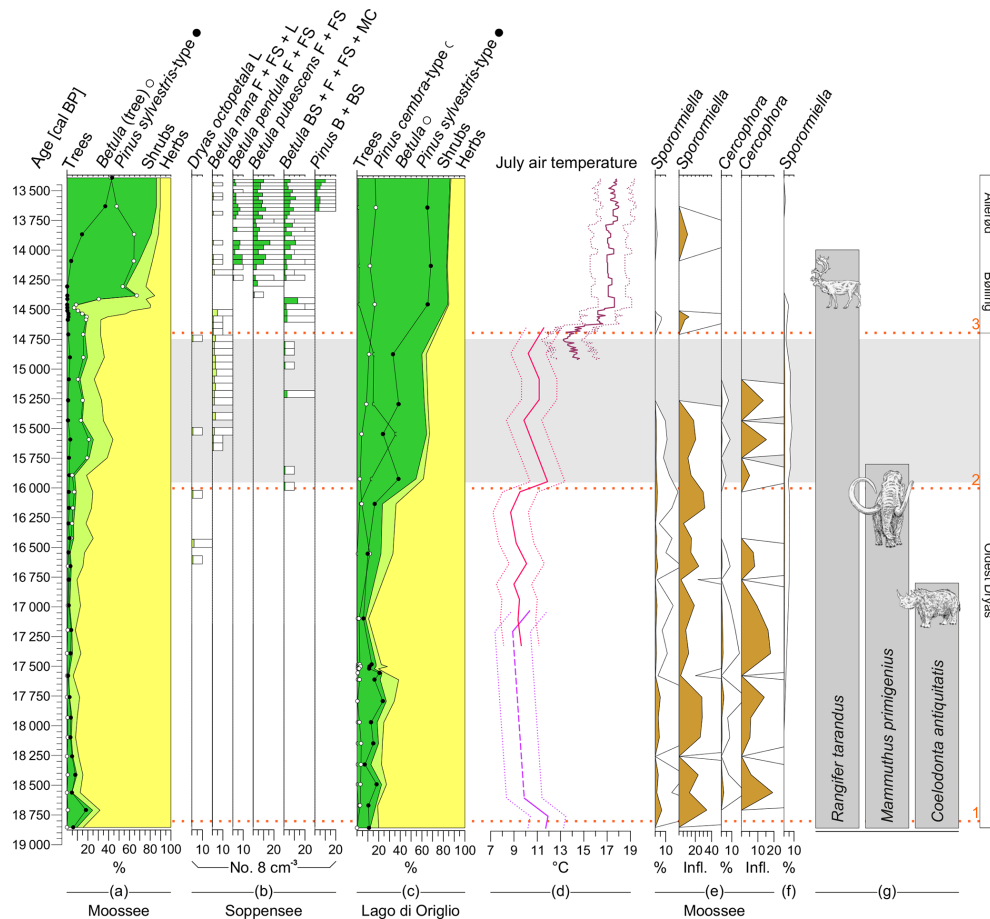 Age [cal BP]
Trees
Betula (tree)
Pinus sylvestris-type
Shrubs
Herbs
Dryas octopetala L
Betula nana F + FS + L
Betula pendula F + FS
Betula pubescens F + FS
Betula BS + F + FS + MC
Pinus B + BS
Trees
Pinus cembra-type
Betula
Pinus sylvestris-type
Shrubs
Herbs
July air temperature
Sporormiella
Sporormiella
Cercophora
Cercophora
Sporormiella
13 500
13 750
14 000
14 250
14 500
14 750
15 000
15 250
15 500
15 750
16 000
16 250
16 500
16 750
17 000
17 250
17 500
17 750
18 000
18 250
18 500
18 750
19 000
Allerød
Bølling
Oldest Dryas
3
2
1
Rangifer tarandus
Mammuthus primigenius
Coelodonta antiquitatis
20 40 60 80 100
10 10 10 10 20 10 20 10 20
20 40 60 80 100
7 9 11 13 15 17 19
10 20 40 10 10 20 10
% No. 8 cm-3 % °C % Infl. % Infl. %
(a) (b) (c) (d) (e) (f) (g)
Moossee Soppensee Lago di Origlio Moossee